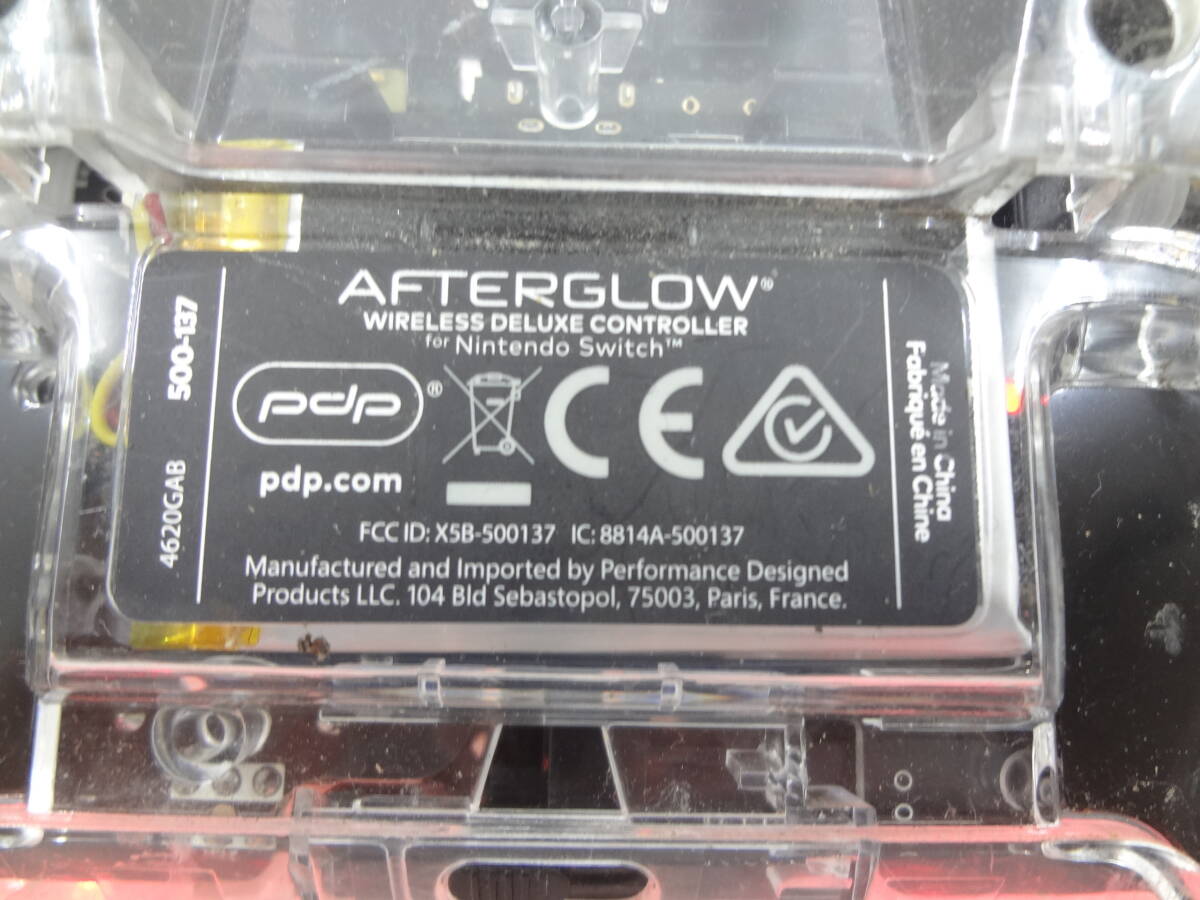 AFTERGLOW®
WIRELESS DELUXE CONTROLLER
for Nintendo Switch™
pdp®
pdp.com
CE
FCC ID: X5B-500137 IC: 8814A-500137
Manufactured and Imported by Performance Designed
Products LLC. 104 Bld Sebastopol, 75003, Paris, France.
4620GAB 500-137
Made in China
Fabriqué en Chine